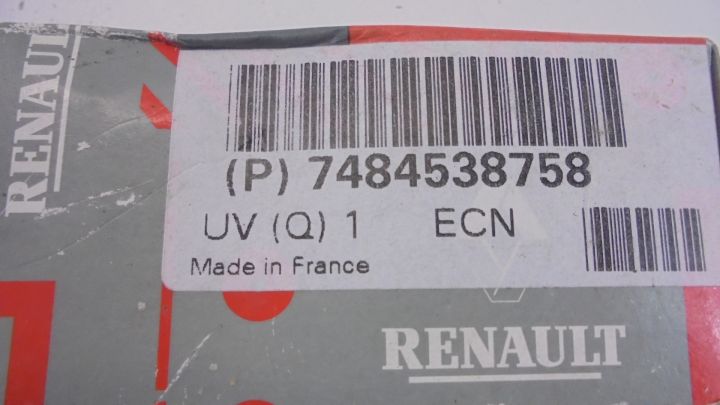 RENAULT
(P) 7484538758
UV (Q) 1 ECN
Made in France
RENAULT